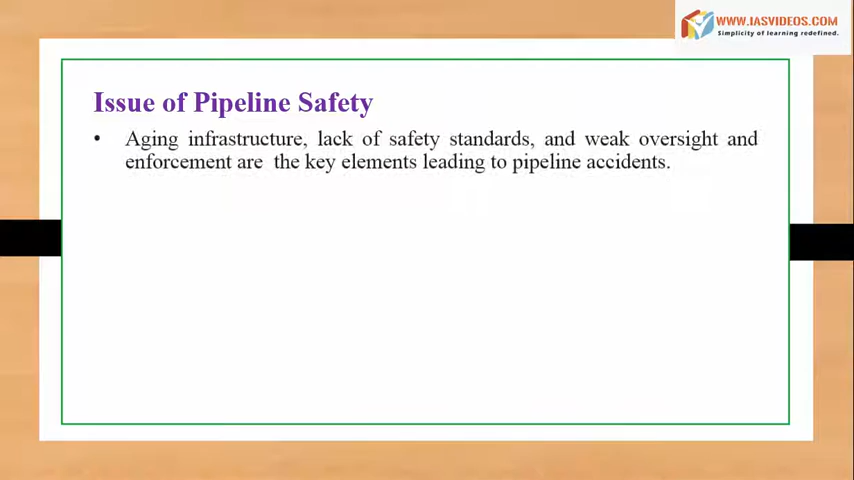 WWW.IASVIDEOS.COM
Simplicity of learning redefined.
Issue of Pipeline Safety
• Aging infrastructure, lack of safety standards, and weak oversight and
enforcement are the key elements leading to pipeline accidents.